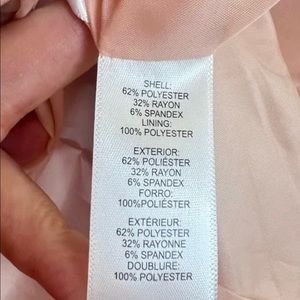 SHELL:
62% POLYESTER
32% RAYON
6% SPANDEX
LINING:
100% POLYESTER
EXTERIOR:
62% POLIÉSTER
32% RAYON
6% SPANDEX
FORRO:
100%POLIÉSTER
EXTÉRIEUR:
62% POLYESTER
32% RAYONNE
6% SPANDEX
DOUBLURE:
100% POLYESTER